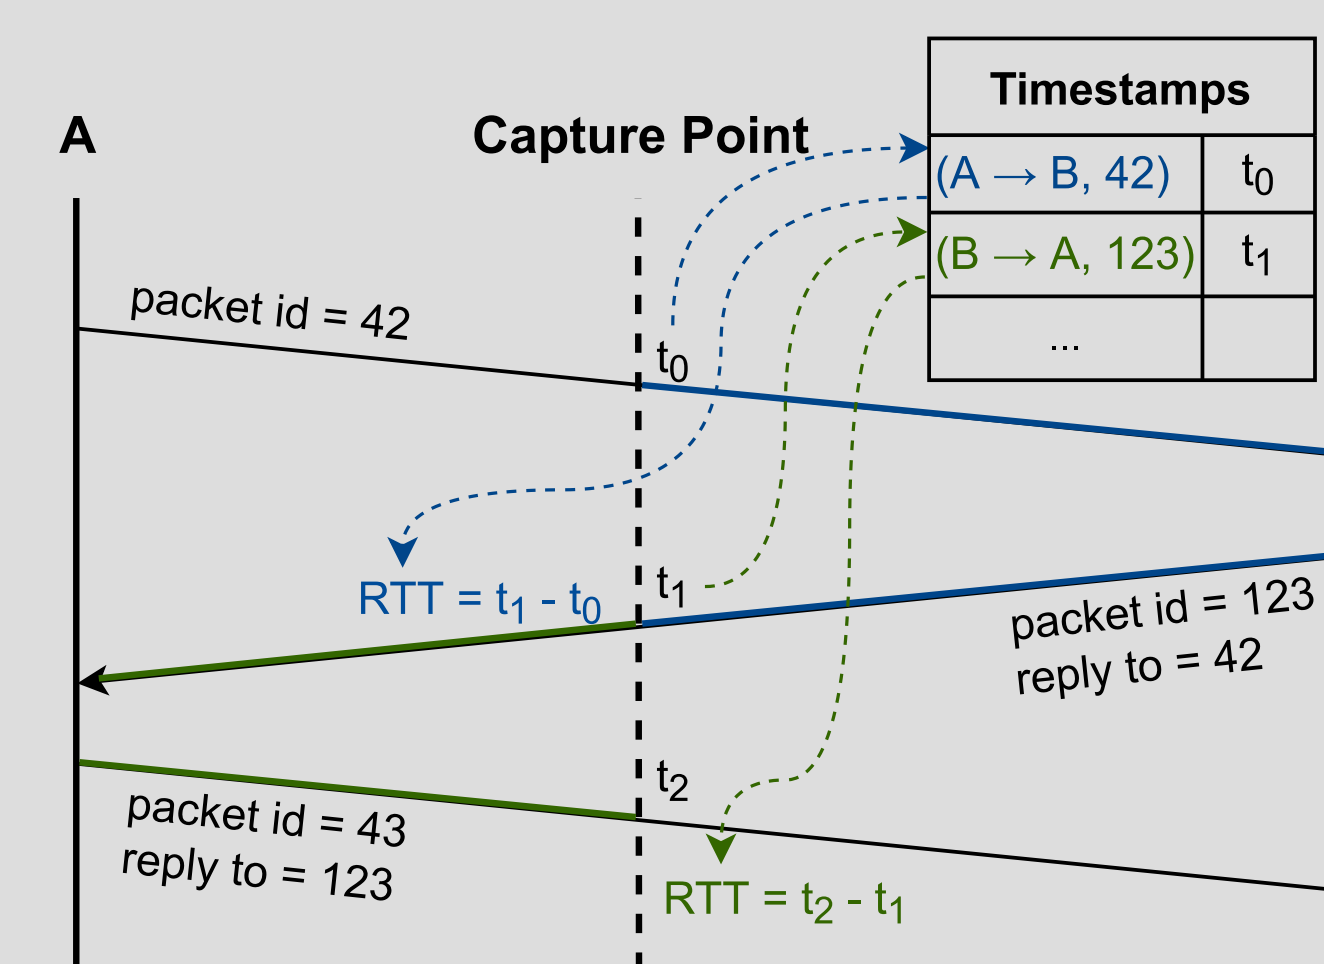 Timestamps
A
Capture Point
(A → B, 42)
t0
(B → A, 123)
t1
...
packet id = 42
t0
RTT = t1 - t0
t1
packet id = 123
reply to = 42
t2
packet id = 43
reply to = 123
RTT = t2 - t1